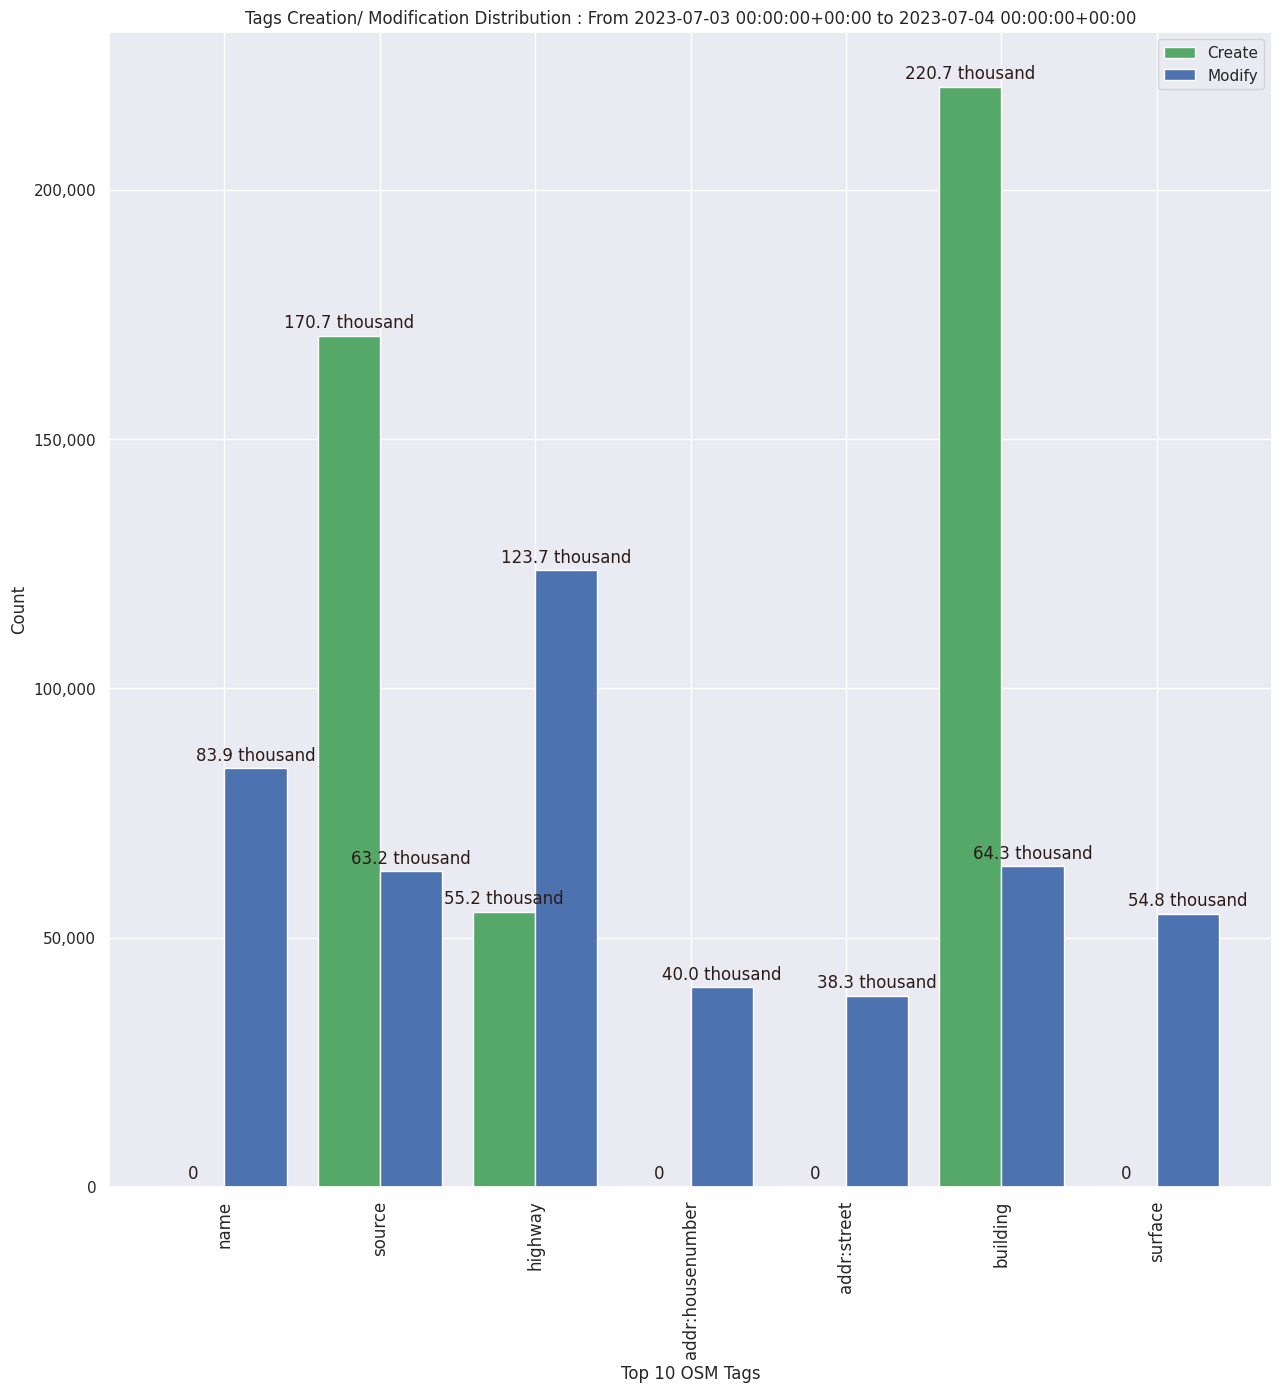 Tags Creation/ Modification Distribution : From 2023-07-03 00:00:00+00:00 to 2023-07-04 00:00:00+00:00
Create
Modify
220.7 thousand
200,000
170.7 thousand
150,000
123.7 thousand
Count
100,000
83.9 thousand
63.2 thousand
64.3 thousand
55.2 thousand
54.8 thousand
50,000
40.0 thousand
38.3 thousand
0
0
0
0
0
name
source
highway
addr:housenumber
addr:street
building
surface
Top 10 OSM Tags